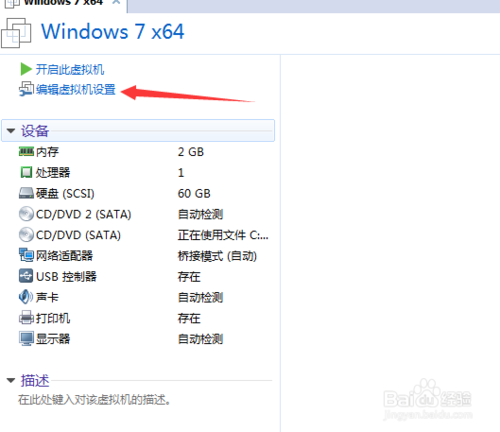 Windows 7 x64
Windows 7 x64
开启此虚拟机
编辑虚拟机设置
设备
内存 2 GB
处理器 1
硬盘 (SCSI) 60 GB
CD/DVD 2 (SATA) 自动检测
CD/DVD (SATA) 正在使用文件 C:...
网络适配器 桥接模式 (自动)
USB 控制器 存在
声卡 自动检测
打印机 存在
显示器 自动检测
描述
在此处键入对该虚拟机的描述。
Baidu 经验
jingyan.baidu.com